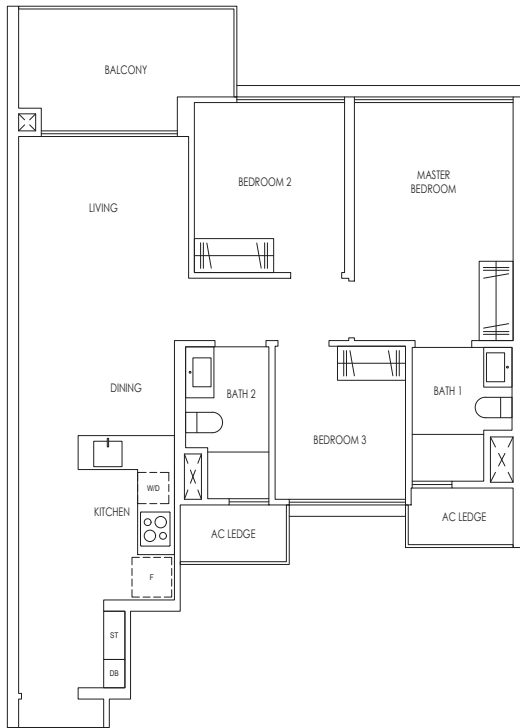 BALCONY
BEDROOM 2
MASTER
BEDROOM
LIVING
DINING
BATH 2
BATH 1
BEDROOM 3
W/D
KITCHEN
AC LEDGE
AC LEDGE
F
ST
DB